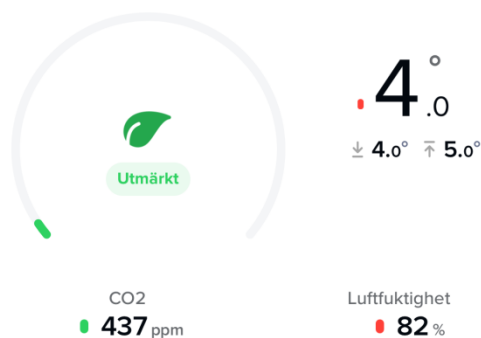 4.0°
Utmärkt
4.0° 5.0°
CO2
Luftfuktighet
437 ppm
82 %